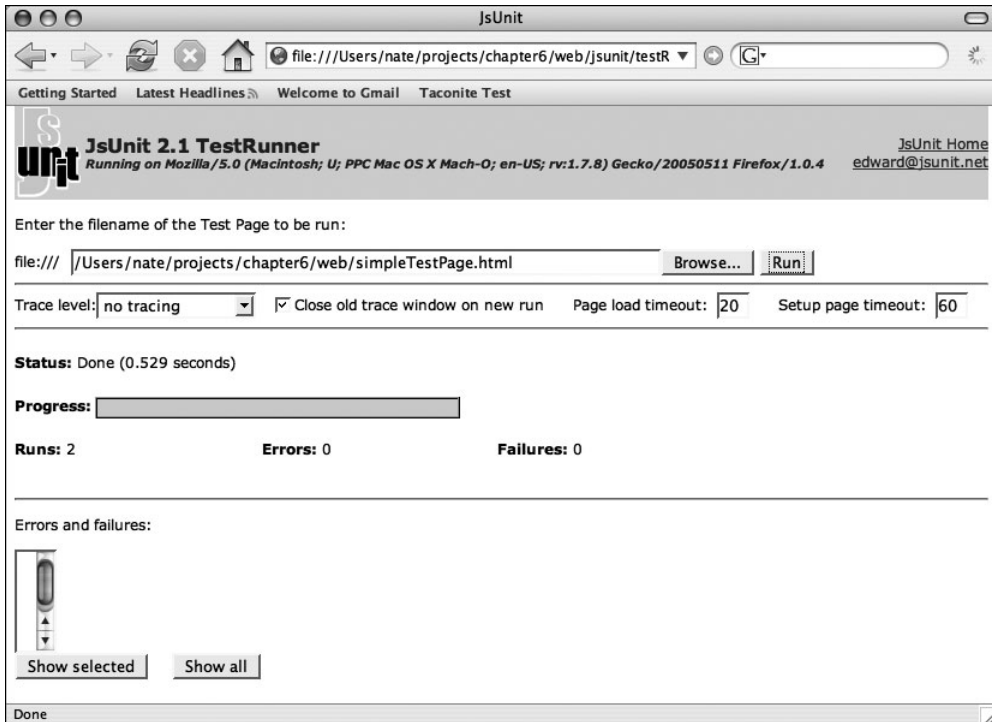 JsUnit
file:///Users/nate/projects/chapter6/web/jsunit/testR
G
Getting Started Latest Headlines Welcome to Gmail Taconite Test
Js Unit
JsUnit 2.1 TestRunner
JsUnit Home
Running on Mozilla/5.0 (Macintosh; U; PPC Mac OS X Mach-O; en-US; rv:1.7.8) Gecko/20050511 Firefox/1.0.4
edward@jsunit.net
Enter the filename of the Test Page to be run:
file:/// /Users/nate/projects/chapter6/web/simpleTestPage.html Browse... Run
Trace level: no tracing Close old trace window on new run Page load timeout: 20 Setup page timeout: 60
Status: Done (0.529 seconds)
Progress:
Runs: 2 Errors: 0 Failures: 0
Errors and failures:
Show selected Show all
Done